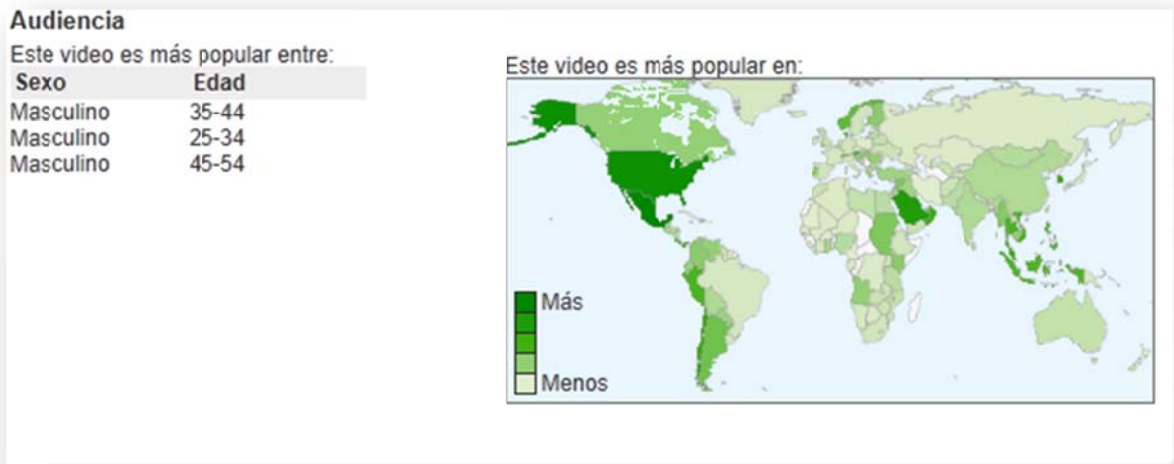 Audiencia
Este video es más popular entre:
Sexo Edad
Masculino 35-44
Masculino 25-34
Masculino 45-54
Este video es más popular en:
Más
Menos